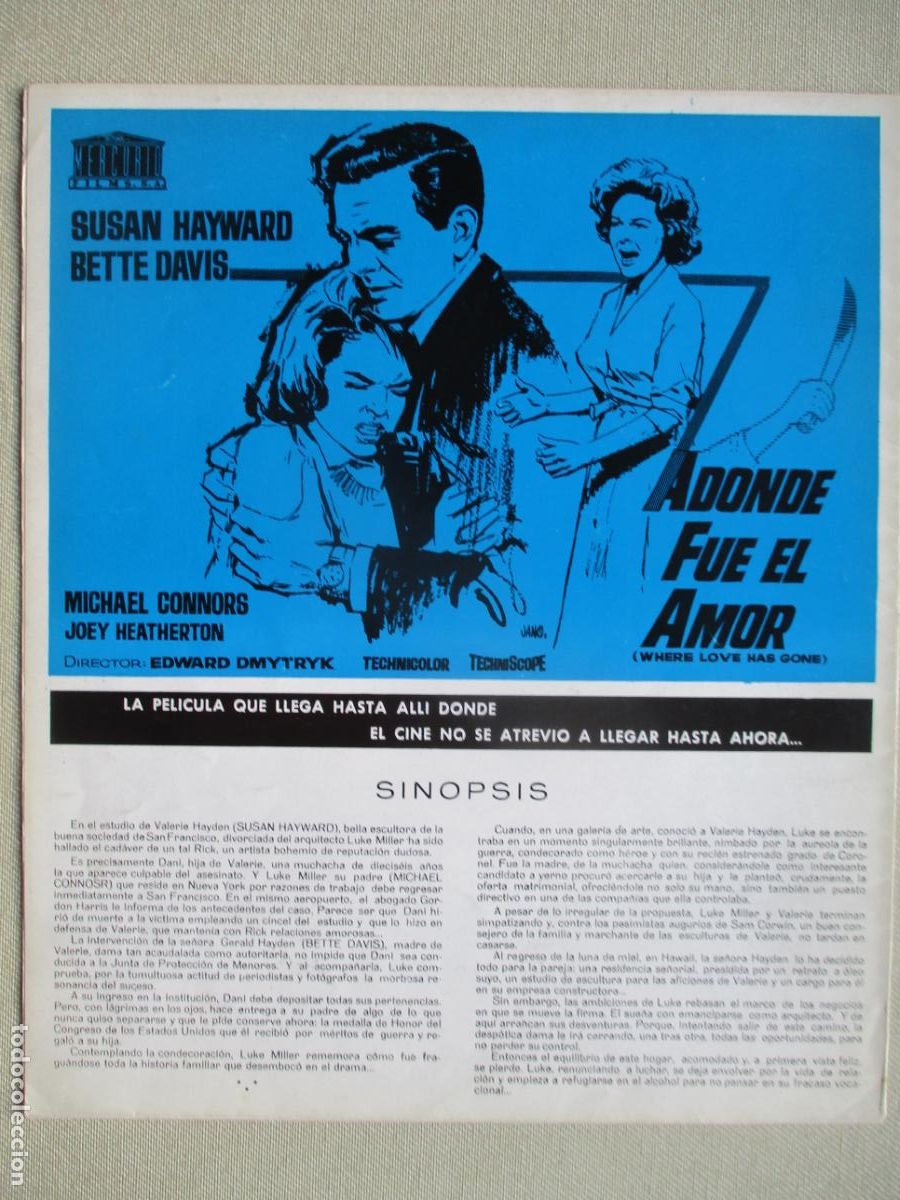 MERCURIO
FILMS S.A.
SUSAN HAYWARD
BETTE DAVIS
ADONDE
FUE EL
AMOR
(WHERE LOVE HAS GONE)
MICHAEL CONNORS
JOEY HEATHERTON
JANO.
DIRECTOR: EDWARD DMYTRYK TECHNICOLOR TECHNISCOPE
LA PELICULA QUE LLEGA HASTA ALLI DONDE
EL CINE NO SE ATREVIO A LLEGAR HASTA AHORA...
SINOPSIS
En el estudio de Valerie Hayden (SUSAN HAYWARD), bella escultora de la
buena sociedad de San Francisco, divorciada del arquitecto Luke Miller ha sido
hallado el cadáver de un tal Rick, un artista bohemio de reputación dudosa.
Es precisamente Dani, hija de Valerie, una muchacha de dieciséis años
la que aparece culpable del asesinato. Y Luke Miller su padre (MICHAEL
CONNOSR) que reside en Nueva York por razones de trabajo debe regresar
inmediatamente a San Francisco. En el mismo aeropuerto, el abogado Gor-
don Harris le informa de los antecedentes del caso. Parece ser que Dani hi-
rió de muerte a la víctima empleando un cincel del estudio y que lo hizo en
defensa de Valerie, que mantenía con Rick relaciones amorosas...
La intervención de la señora Gerald Hayden (BETTE DAVIS), madre de
Valerie, dama tan acaudalada como autoritaria, no impide que Dani sea con-
ducida a la Junta de Protección de Menores. Y al acompañarla, Luke com-
prueba, por la tumultuosa actitud de periodistas y fotógrafos la morbosa re-
sonancia del suceso.
A su ingreso en la institución, Dani debe depositar todas sus pertenencias.
Pero, con lágrimas en los ojos, hace entrega a su padre de algo de lo que
nunca quiso separarse y que le pide conserve ahora: la medalla de Honor del
Congreso de los Estados Unidos que él recibió por méritos de guerra y re-
galó a su hija.
Contemplando la condecoración, Luke Miller rememora cómo fue fra-
guándose toda la historia familiar que desembocó en el drama...
Cuando, en una galería de arte, conoció a Valerie Hayden, Luke se encon-
traba en un momento singularmente brillante, nimbado por la aureola de la
guerra, condecorado como héroe y con su recién estrenado grado de Coro-
nel. Fue la madre, de la muchacha quien, considerándole como interesante
candidato a yerno procuró acercarle a su hija y le planteó, crudamente, la
oferta matrimonial, ofreciéndole no solo su mano, sino también un puesto
directivo en una de las compañías que ella controlaba.
A pesar de lo irregular de la propuesta, Luke Miller y Valerie terminan
simpatizando y, contra los pesimistas augurios de Sam Corwin, un buen con-
sejero de la familia y marchante de las esculturas de Valerie, no tardan en
casarse.
Al regreso de la luna de miel, en Hawaii, la señora Hayden lo ha decidido
todo para la pareja: una residencia señorial, presidida por un retrato a óleo
suyo, un estudio de escultura para las aficiones de Valerie y un cargo para él
en su empresa constructora...
Sin embargo, las ambiciones de Luke rebasan el marco de los negocios
en que se mueve la firma. El sueña con emanciparse como arquitecto. Y de
aquí arrancan sus desventuras. Porque, intentando salir de este camino, la
despótica dama le irá cerrando, una tras otra, todas las oportunidades, para
no perder su control.
Entonces el equilibrio de este hogar, acomodado y, a primera vista feliz,
se pierde. Luke, renunciando a luchar, se deja envolver por la vida de rela-
ción y empieza a refugiarse en el alcohol para no pensar en su fracaso voca-
cional...
todocoleccion